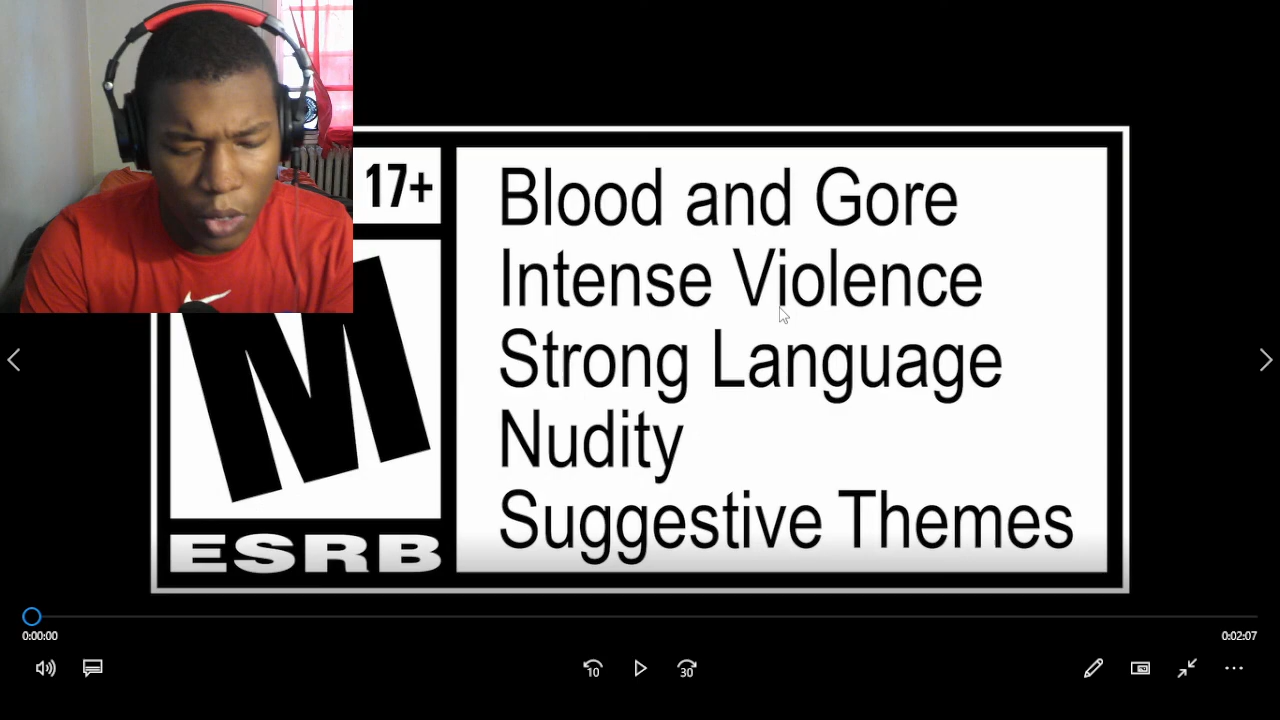 17+
Blood and Gore
Intense Violence
Strong Language
Nudity
Suggestive Themes
M
ESRB
0:00:00
0:02:07
10
30